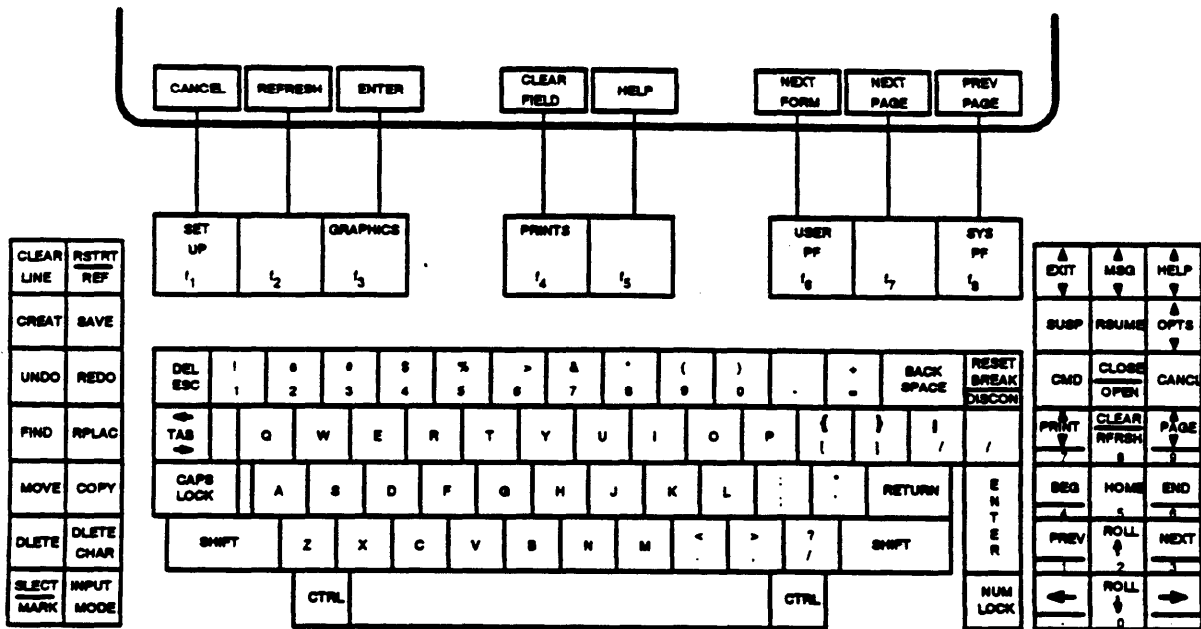 CANCEL REFRESH ENTER CLEAR FIELD HELP NEXT FORM NEXT PAGE PREV PAGE
SET UP f1
f2
GRAPHICS f3
PRINTS f4
f5
USER PF f6
f7
SYS PF f8
CLEAR LINE RSTRT REF
CREAT SAVE
UNDO REDO
FIND RPLAC
MOVE COPY
DLETE DLETE CHAR
SLECT MARK INPUT MODE
DEL ESC ! 1 2 # 3 $ 4 % 5 > 6 & 7 8 ( 9 ) 0 BACK SPACE RESET BREAK DISCON
TAB Q W E R T Y U I O P { [ } ] | / /
CAPS LOCK A S D F G H J K L RETURN ENTER
SHIFT Z X C V B N M < > ? / SHIFT
CTRL CTRL NUM LOCK
EXIT MSG HELP
SUSP RSUME OPTS
CMD CLOSE OPEN CANCL
PRINT 7 CLEAR RFRSH 8 PAGE 9
BEG 4 HOME 5 END 6
PREV 1 ROLL 2 NEXT 3
ROLL 0